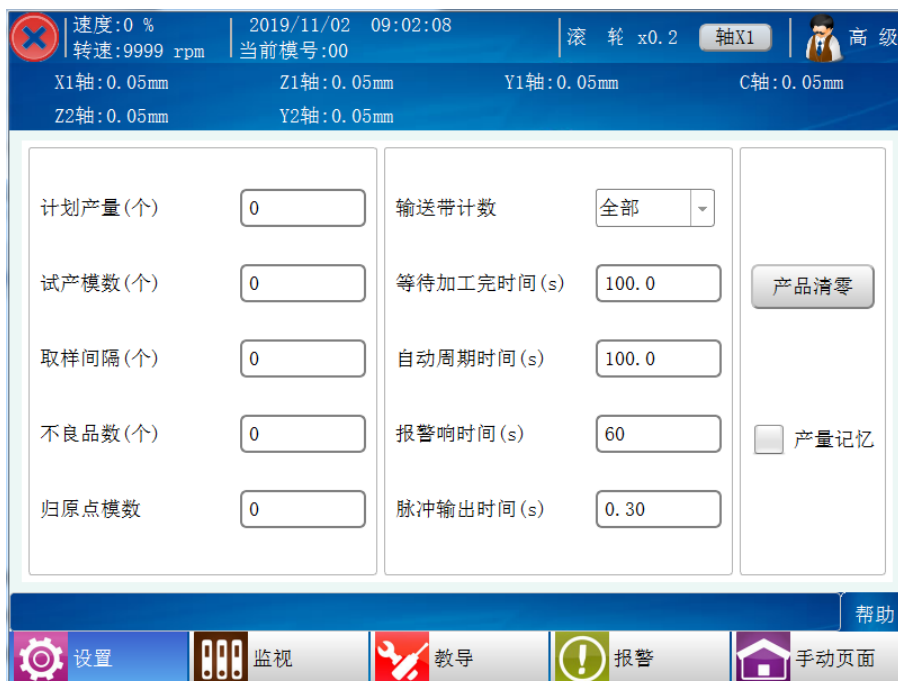 速度:0 % 2019/11/02 09:02:08 滚 轮 x0.2 轴X1 高 级
转速:9999 rpm 当前模号:00
X1轴:0.05mm Z1轴:0.05mm Y1轴:0.05mm C轴:0.05mm
Z2轴:0.05mm Y2轴:0.05mm
计划产量(个) 0 输送带计数 全部
试产模数(个) 0 等待加工完时间(s) 100.0 产品清零
取样间隔(个) 0 自动周期时间(s) 100.0
不良品数(个) 0 报警响时间(s) 60 产量记忆
归原点模数 0 脉冲输出时间(s) 0.30
帮助
设置 监视 教导 报警 手动页面